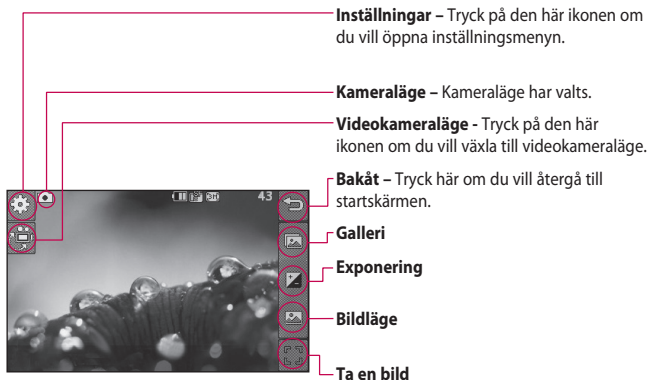 Inställningar – Tryck på den här ikonen om
du vill öppna inställningsmenyn.
Kameraläge – Kameraläge har valts.
Videokameraläge - Tryck på den här
ikonen om du vill växla till videokameraläge.
Bakåt – Tryck här om du vill återgå till
startskärmen.
43
Galleri
Exponering
Bildläge
Ta en bild